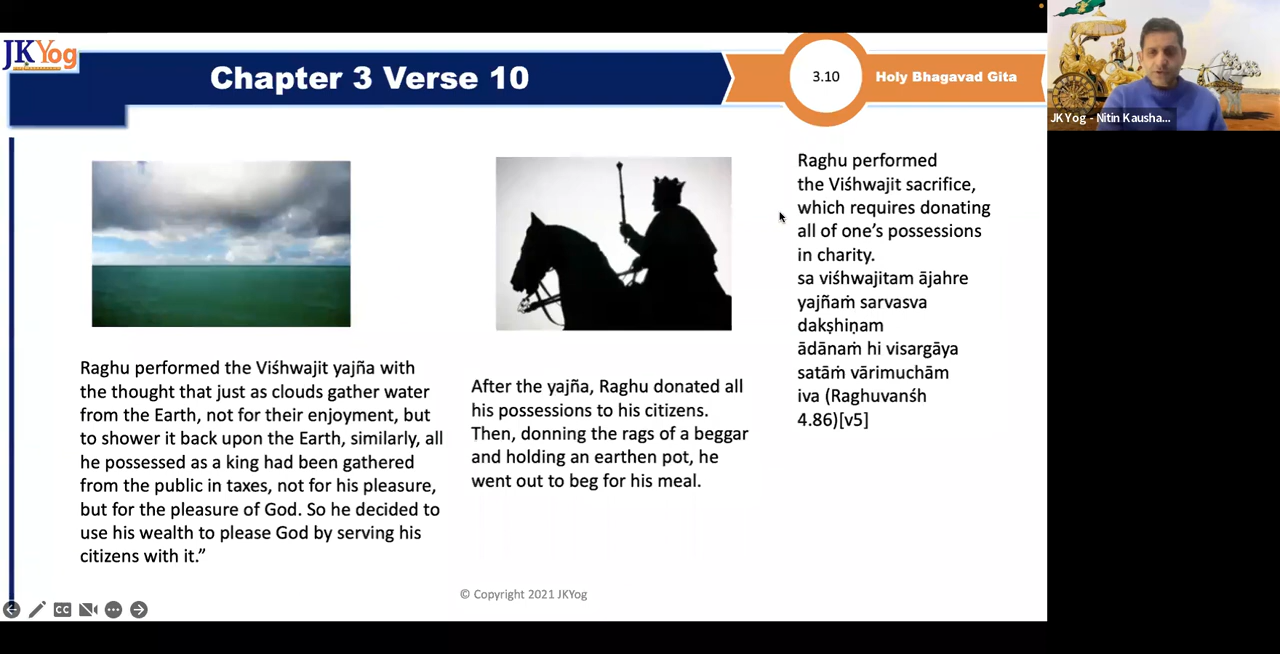 JKYog
Chapter 3 Verse 10
3.10
Holy Bhagavad Gita
JKYog - Nitin Kausha...
Raghu performed the Viśhwajit yajña with
the thought that just as clouds gather water
from the Earth, not for their enjoyment, but
to shower it back upon the Earth, similarly, all
he possessed as a king had been gathered
from the public in taxes, not for his pleasure,
but for the pleasure of God. So he decided to
use his wealth to please God by serving his
citizens with it.”
After the yajña, Raghu donated all
his possessions to his citizens.
Then, donning the rags of a beggar
and holding an earthen pot, he
went out to beg for his meal.
Raghu performed
the Viśhwajit sacrifice,
which requires donating
all of one’s possessions
in charity.
sa viśhwajitam ājahre
yajñaṁ sarvasva
dakṣhiṇam
ādānaṁ hi visargāya
satāṁ vārimuchām
iva (Raghuvanśh
4.86)[v5]
© Copyright 2021 JKYog
CC